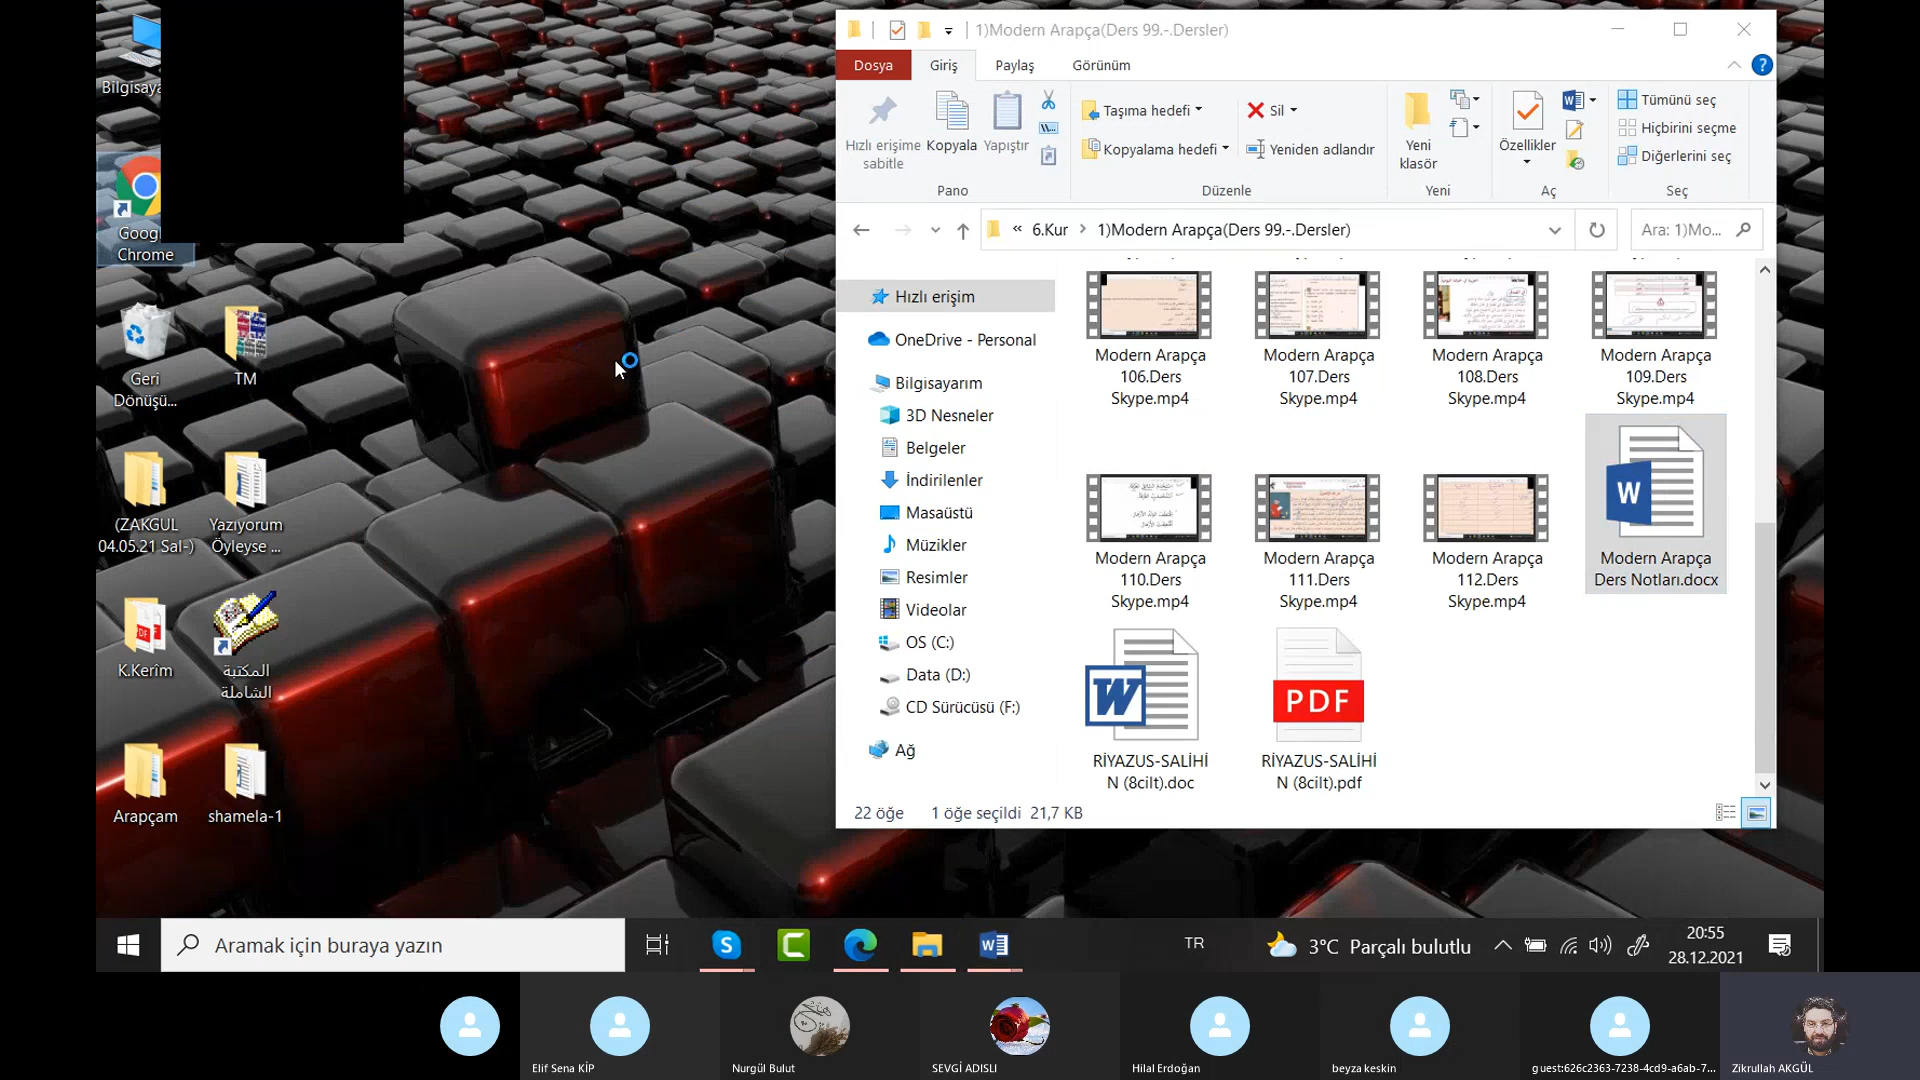 Bilgisaya
Goog
Chrome
Geri
Dönüşü...
TM
(ZAKGUL
04.05.21 Sal-)
Yazıyorum
Öyleyse ...
K.Kerîm
المكتبة
الشاملة
Arapçam
shamela-1
1)Modern Arapça(Ders 99.-.Dersler)
Dosya
Giriş
Paylaş
Görünüm
Hızlı erişime
sabitle
Kopyala
Yapıştır
Taşıma hedefi
Kopyalama hedefi
Sil
Yeniden adlandır
Yeni
klasör
Özellikler
Tümünü seç
Hiçbirini seçme
Diğerlerini seç
Pano
Düzenle
Yeni
Aç
Seç
« 6.Kur > 1)Modern Arapça(Ders 99.-.Dersler)
Ara: 1)Mo...
Hızlı erişim
OneDrive - Personal
Bilgisayarım
3D Nesneler
Belgeler
İndirilenler
Masaüstü
Müzikler
Resimler
Videolar
OS (C:)
Data (D:)
CD Sürücüsü (F:)
Ağ
Modern Arapça
106.Ders
Skype.mp4
Modern Arapça
107.Ders
Skype.mp4
Modern Arapça
108.Ders
Skype.mp4
Modern Arapça
109.Ders
Skype.mp4
Modern Arapça
110.Ders
Skype.mp4
Modern Arapça
111.Ders
Skype.mp4
Modern Arapça
112.Ders
Skype.mp4
W
Modern Arapça
Ders Notları.docx
W
RİYAZUS-SALİHİ
N (8cilt).doc
PDF
RİYAZUS-SALİHİ
N (8cilt).pdf
22 öğe
1 öğe seçildi 21,7 KB
Aramak için buraya yazın
TR
3°C Parçalı bulutlu
20:55
28.12.2021
Elif Sena KİP
Nurgül Bulut
SEVGİ ADISLI
Hilal Erdoğan
beyza keskin
guest:626c2363-7238-4cd9-a6ab-7...
Zikrullah AKGÜL